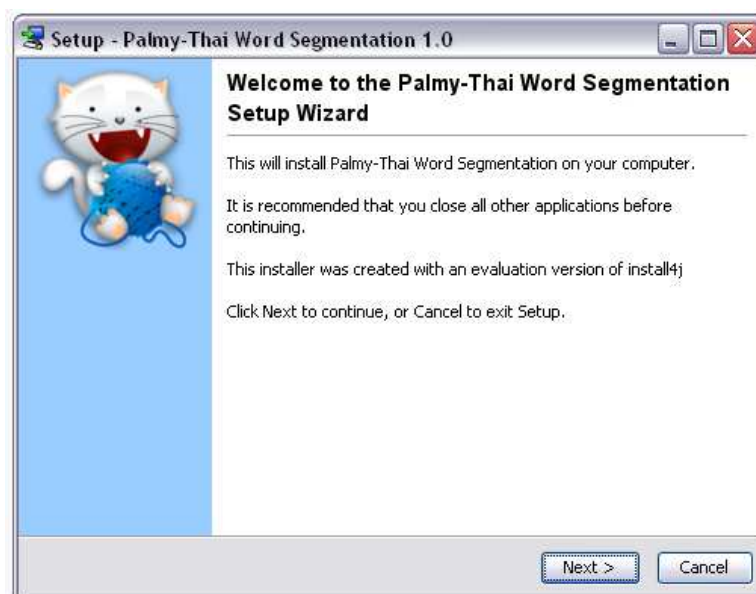 Setup - Palmy-Thai Word Segmentation 1.0
Welcome to the Palmy-Thai Word Segmentation
Setup Wizard
This will install Palmy-Thai Word Segmentation on your computer.
It is recommended that you close all other applications before
continuing.
This installer was created with an evaluation version of install4j
Click Next to continue, or Cancel to exit Setup.
Next >
Cancel